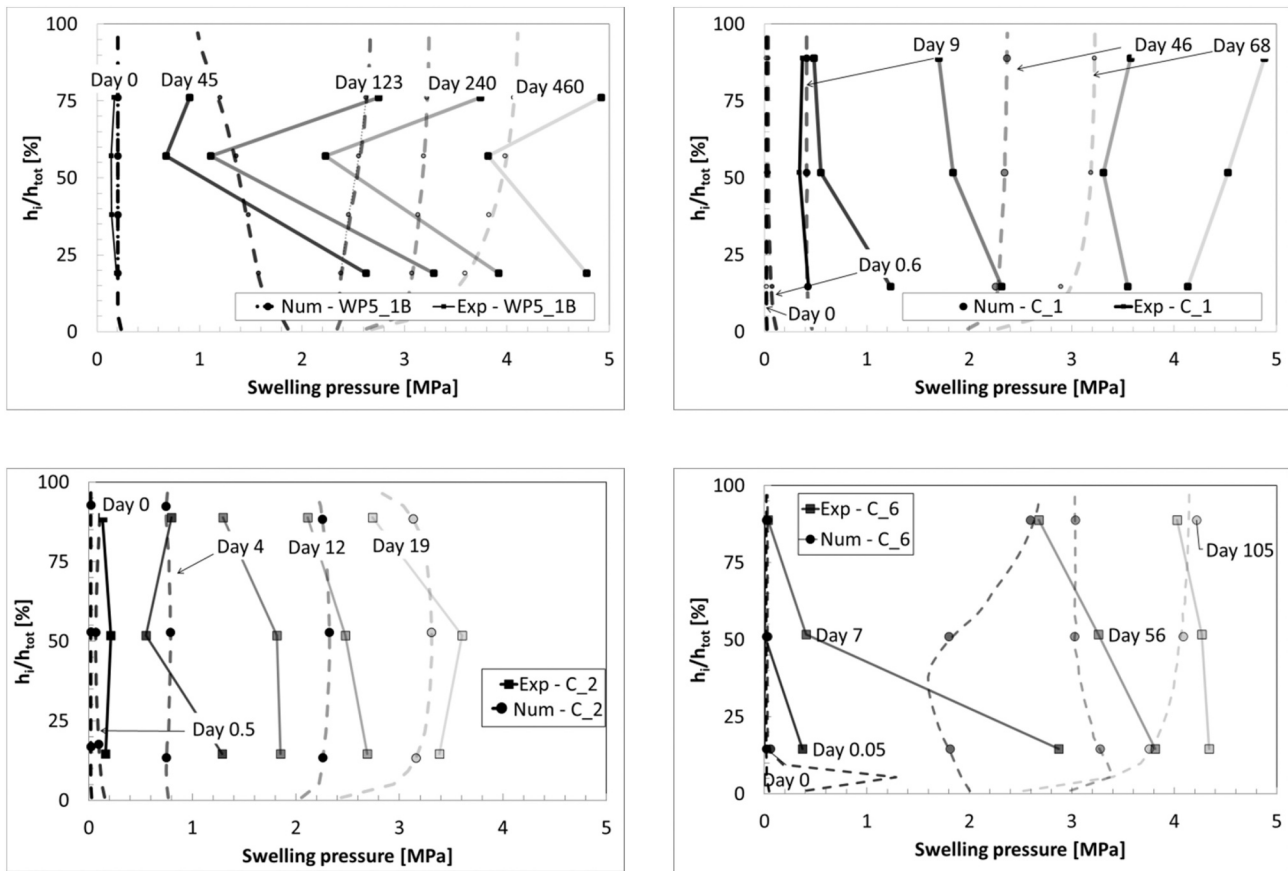 100
75
50
25
0
h_i/h_tot [%]
Day 0
Day 45
Day 123
Day 240
Day 460
Num - WP5_1B
Exp - WP5_1B
0 1 2 3 4 5
Swelling pressure [MPa]
100
75
50
25
0
h_i/h_tot [%]
Day 9
Day 46
Day 68
Day 0.6
Day 0
Num - C_1
Exp - C_1
0 1 2 3 4 5
Swelling pressure [MPa]
100
75
50
25
0
h_i/h_tot [%]
Day 0
Day 4
Day 12
Day 19
Day 0.5
Exp - C_2
Num - C_2
0 1 2 3 4 5
Swelling pressure [MPa]
100
75
50
25
0
h_i/h_tot [%]
Exp - C_6
Num - C_6
Day 105
Day 7
Day 56
Day 0.05
Day 0
0 1 2 3 4 5
Swelling pressure [MPa]